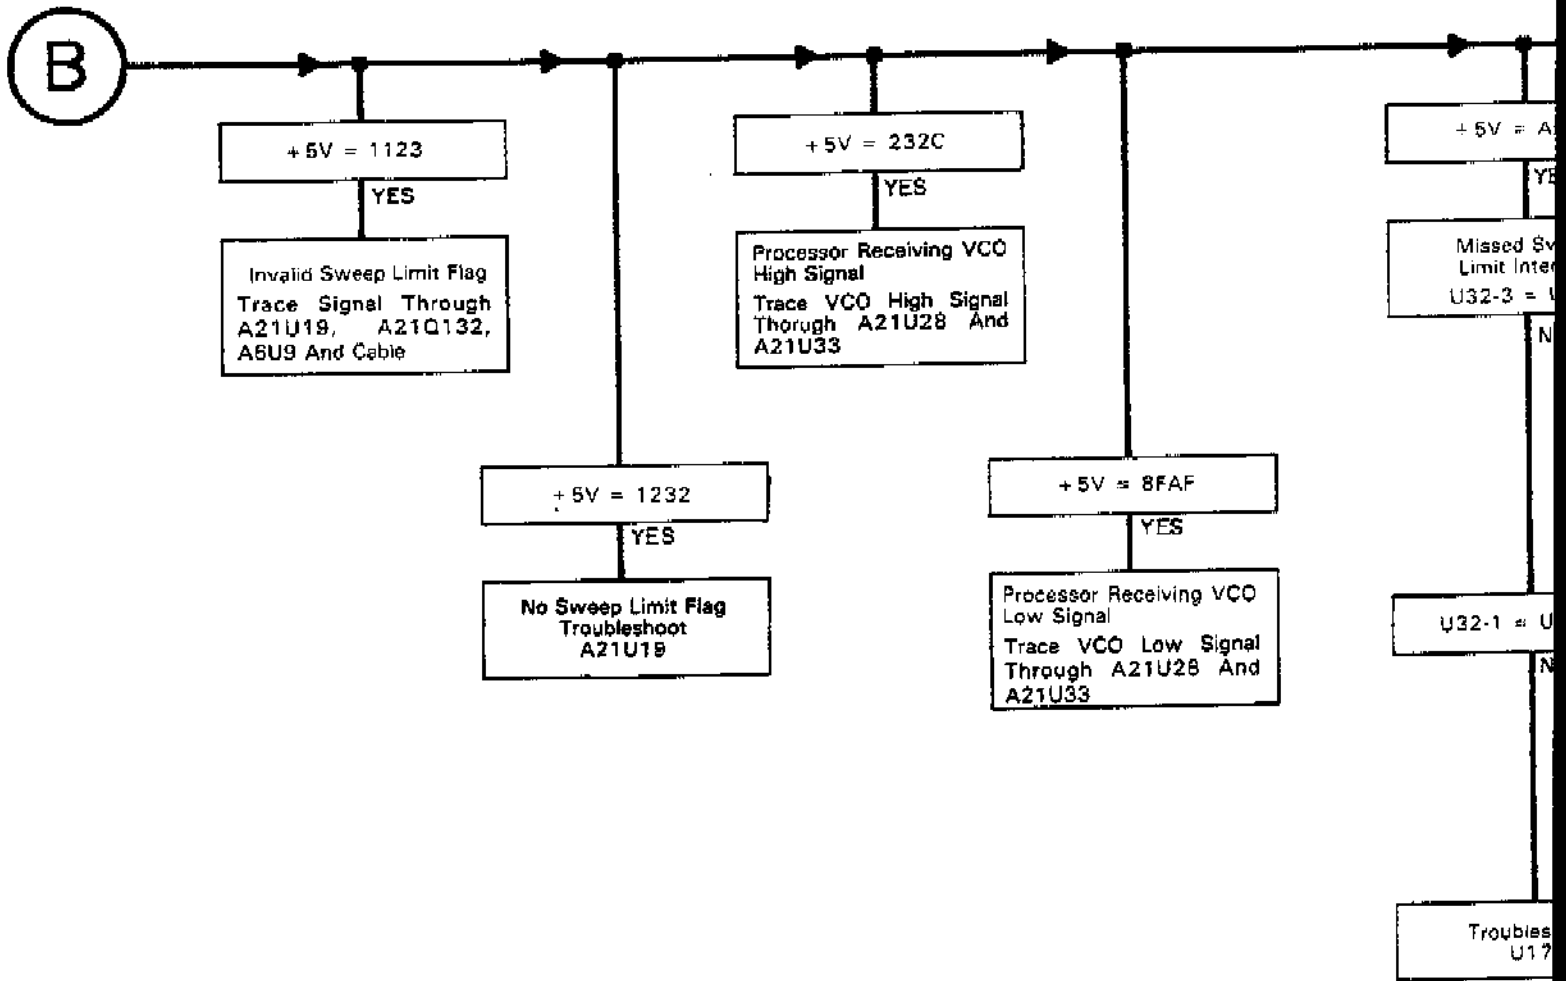 B
+5V = 1123
YES
Invalid Sweep Limit Flag
Trace Signal Through
A21U19, A21Q132,
A6U9 And Cable
+5V = 1232
YES
No Sweep Limit Flag
Troubleshoot
A21U19
+5V = 232C
YES
Processor Receiving VCO
High Signal
Trace VCO High Signal
Thorugh A21U28 And
A21U33
+5V = 8FAF
YES
Processor Receiving VCO
Low Signal
Trace VCO Low Signal
Through A21U28 And
A21U33
+5V = A
Missed
Limit
U32-3 =
U32-1 = U
U17